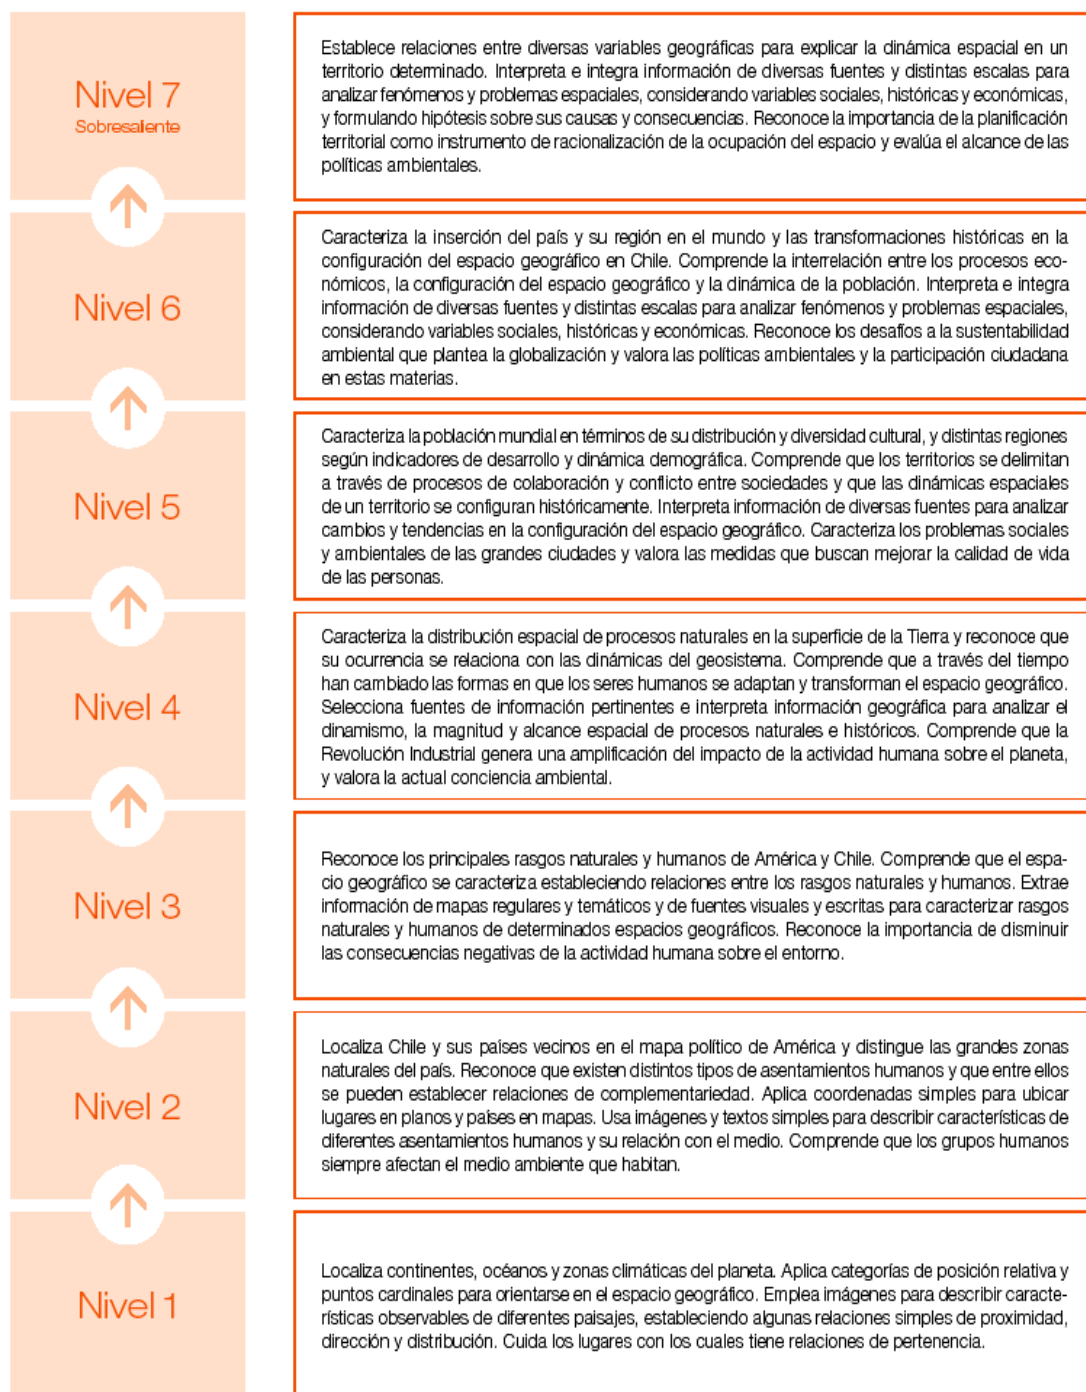 Nivel 7
Sobresaliente
Establece relaciones entre diversas variables geográficas para explicar la dinámica espacial en un
territorio determinado. Interpreta e integra información de diversas fuentes y distintas escalas para
analizar fenómenos y problemas espaciales, considerando variables sociales, históricas y económicas,
y formulando hipótesis sobre sus causas y consecuencias. Reconoce la importancia de la planificación
territorial como instrumento de racionalización de la ocupación del espacio y evalúa el alcance de las
políticas ambientales.
Nivel 6
Caracteriza la inserción del país y su región en el mundo y las transformaciones históricas en la
configuración del espacio geográfico en Chile. Comprende la interrelación entre los procesos eco-
nómicos, la configuración del espacio geográfico y la dinámica de la población. Interpreta e integra
información de diversas fuentes y distintas escalas para analizar fenómenos y problemas espaciales,
considerando variables sociales, históricas y económicas. Reconoce los desafíos a la sustentabilidad
ambiental que plantea la globalización y valora las políticas ambientales y la participación ciudadana
en estas materias.
Nivel 5
Caracteriza la población mundial en términos de su distribución y diversidad cultural, y distintas regiones
según indicadores de desarrollo y dinámica demográfica. Comprende que los territorios se delimitan
a través de procesos de colaboración y conflicto entre sociedades y que las dinámicas espaciales
de un territorio se configuran históricamente. Interpreta información de diversas fuentes para analizar
cambios y tendencias en la configuración del espacio geográfico. Caracteriza los problemas sociales
y ambientales de las grandes ciudades y valora las medidas que buscan mejorar la calidad de vida
de las personas.
Nivel 4
Caracteriza la distribución espacial de procesos naturales en la superficie de la Tierra y reconoce que
su ocurrencia se relaciona con las dinámicas del geosistema. Comprende que a través del tiempo
han cambiado las formas en que los seres humanos se adaptan y transforman el espacio geográfico.
Selecciona fuentes de información pertinentes e interpreta información geográfica para analizar el
dinamismo, la magnitud y alcance espacial de procesos naturales e históricos. Comprende que la
Revolución Industrial genera una amplificación del impacto de la actividad humana sobre el planeta,
y valora la actual conciencia ambiental.
Nivel 3
Reconoce los principales rasgos naturales y humanos de América y Chile. Comprende que el espa-
cio geográfico se caracteriza estableciendo relaciones entre los rasgos naturales y humanos. Extrae
información de mapas regulares y temáticos y de fuentes visuales y escritas para caracterizar rasgos
naturales y humanos de determinados espacios geográficos. Reconoce la importancia de disminuir
las consecuencias negativas de la actividad humana sobre el entorno.
Nivel 2
Localiza Chile y sus países vecinos en el mapa político de América y distingue las grandes zonas
naturales del país. Reconoce que existen distintos tipos de asentamientos humanos y que entre ellos
se pueden establecer relaciones de complementariedad. Aplica coordenadas simples para ubicar
lugares en planos y países en mapas. Usa imágenes y textos simples para describir características de
diferentes asentamientos humanos y su relación con el medio. Comprende que los grupos humanos
siempre afectan el medio ambiente que habitan.
Nivel 1
Localiza continentes, océanos y zonas climáticas del planeta. Aplica categorías de posición relativa y
puntos cardinales para orientarse en el espacio geográfico. Emplea imágenes para describir caracte-
rísticas observables de diferentes paisajes, estableciendo algunas relaciones simples de proximidad,
dirección y distribución. Cuida los lugares con los cuales tiene relaciones de pertenencia.